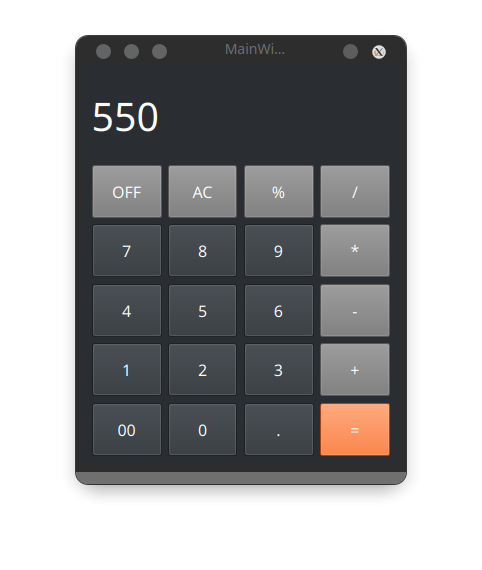 MainWi...
550
OFF AC % /
7 8 9 *
4 5 6 -
1 2 3 +
00 0 . =